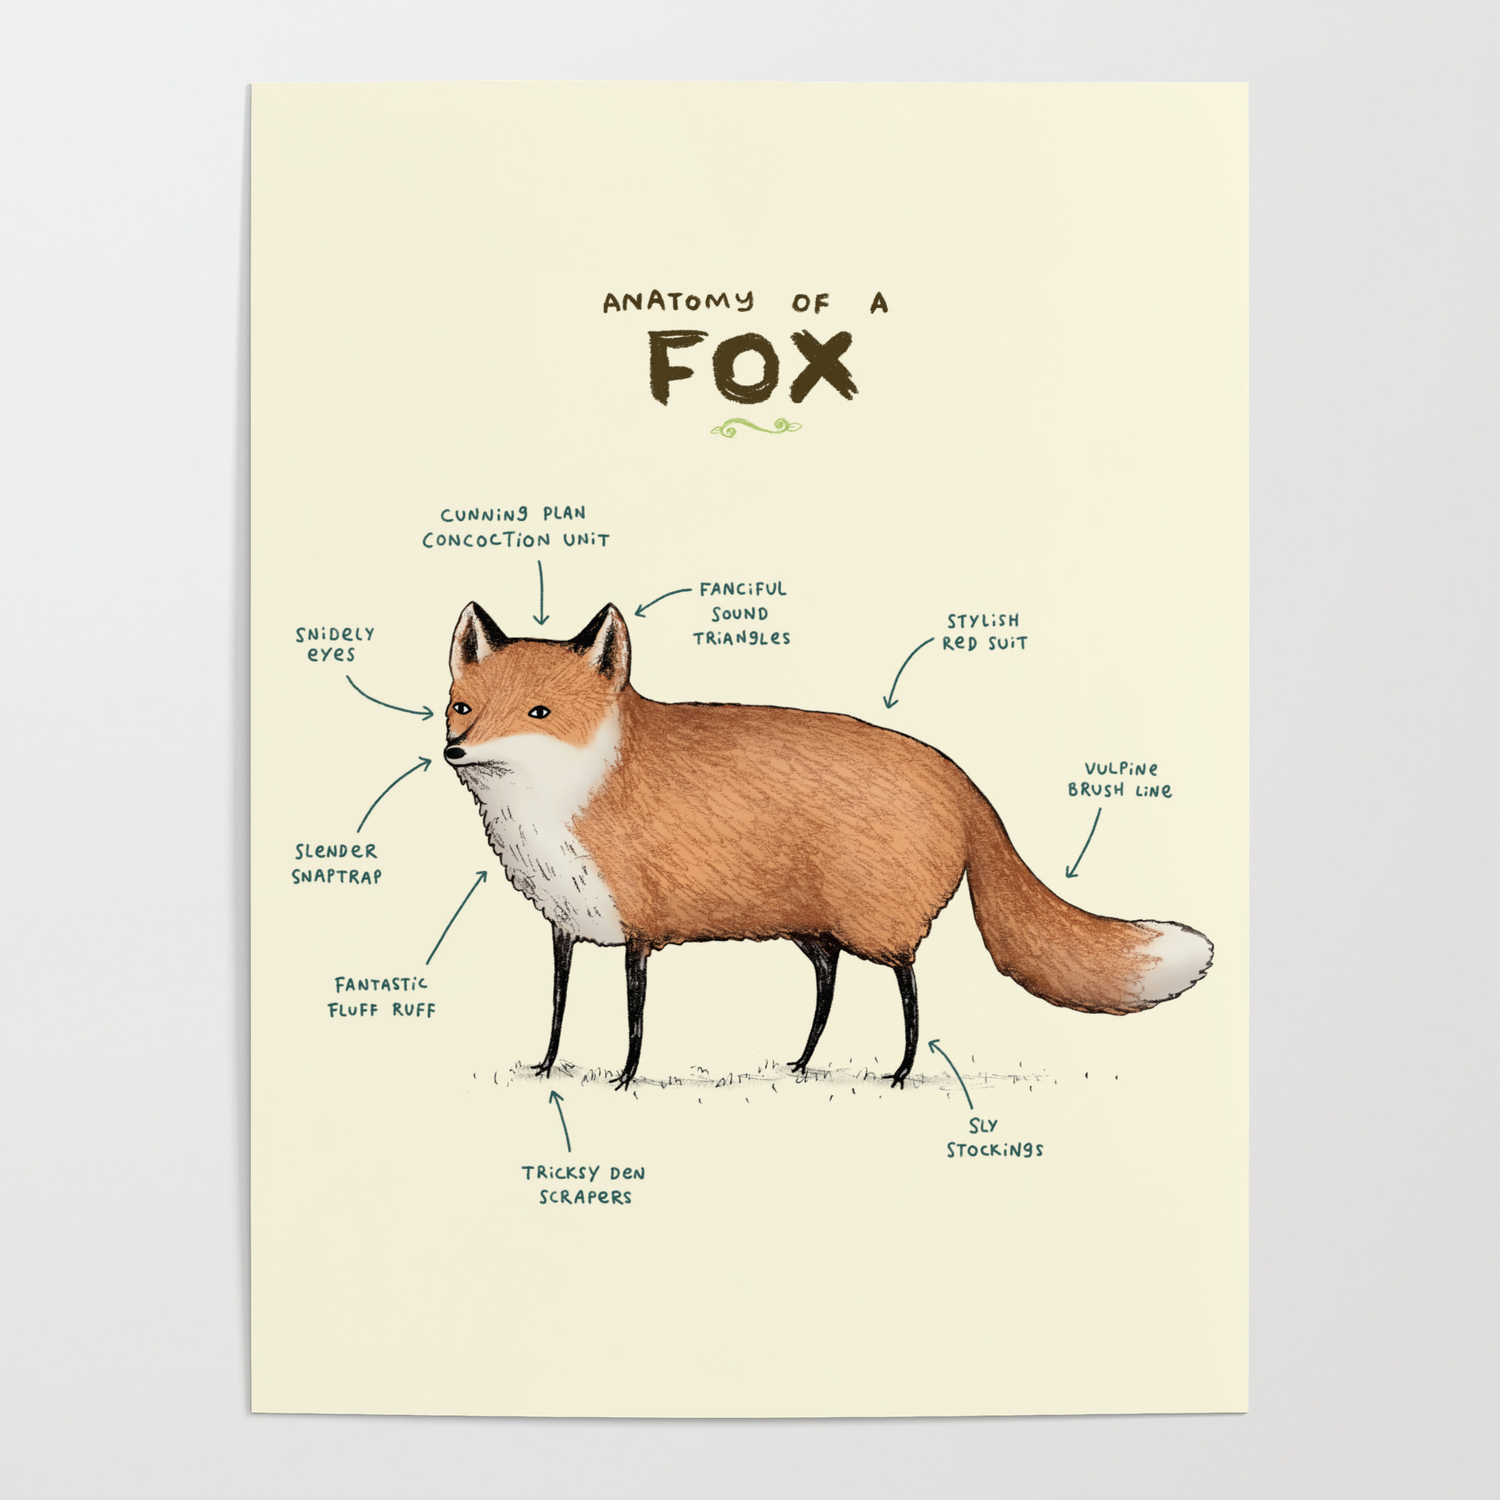 ANATOMY OF A
FOX
CUNNING PLAN
CONCOCTION UNIT
FANCIFUL
SOUND
TRIANGLES
STYLISH
RED SUIT
SNIDELY
EYES
VULPINE
BRUSH LINE
SLENDER
SNAPTRAP
FANTASTIC
FLUFF RUFF
SLY
STOCKINGS
TRICKSY DEN
SCRAPERS